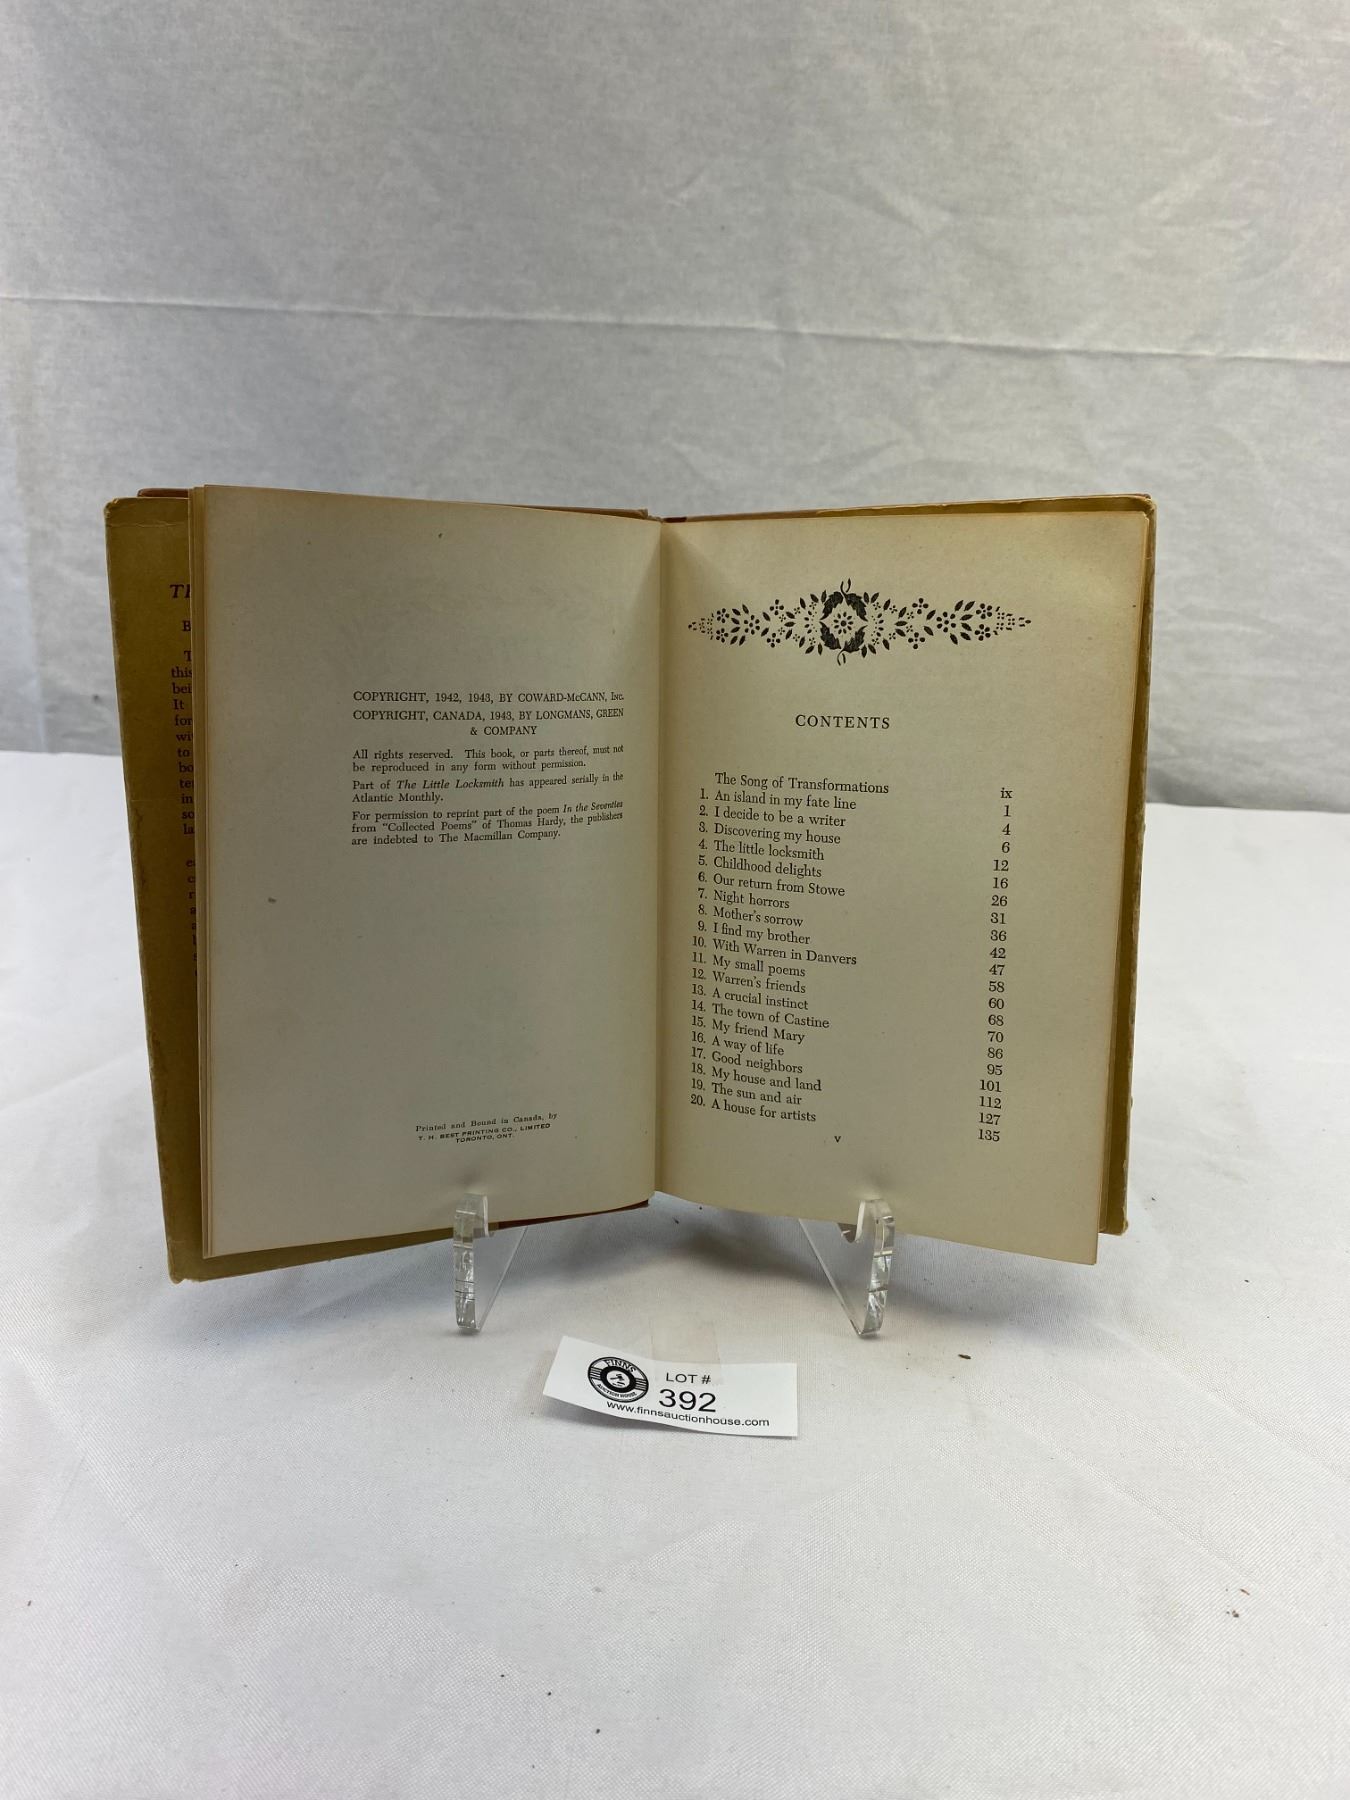 COPYRIGHT, 1942, 1943, BY COWARD-McCANN, Inc.
COPYRIGHT, CANADA, 1943, BY LONGMANS, GREEN
& COMPANY
All rights reserved. This book, or parts thereof, must not
be reproduced in any form without permission.
Part of The Little Locksmith has appeared serially in the
Atlantic Monthly.
For permission to reprint part of the poem In the Seventies
from "Collected Poems" of Thomas Hardy, the publishers
are indebted to The Macmillan Company.
Printed and Bound in Canada, by
T. H. BEST PRINTING CO., LIMITED
TORONTO, ONT.
CONTENTS
The Song of Transformations ix
1. An island in my fate line 1
2. I decide to be a writer 4
3. Discovering my house 6
4. The little locksmith 12
5. Childhood delights 16
6. Our return from Stowe 26
7. Night horrors 31
8. Mother's sorrow 36
9. I find my brother 42
10. With Warren in Danvers 47
11. My small poems 58
12. Warren's friends 60
13. A crucial instinct 68
14. The town of Castine 70
15. My friend Mary 86
16. A way of life 95
17. Good neighbors 101
18. My house and land 112
19. The sun and air 127
20. A house for artists 135
v
FINNS
AUCTION HOUSE
LOT #
392
www.finnsauctionhouse.com